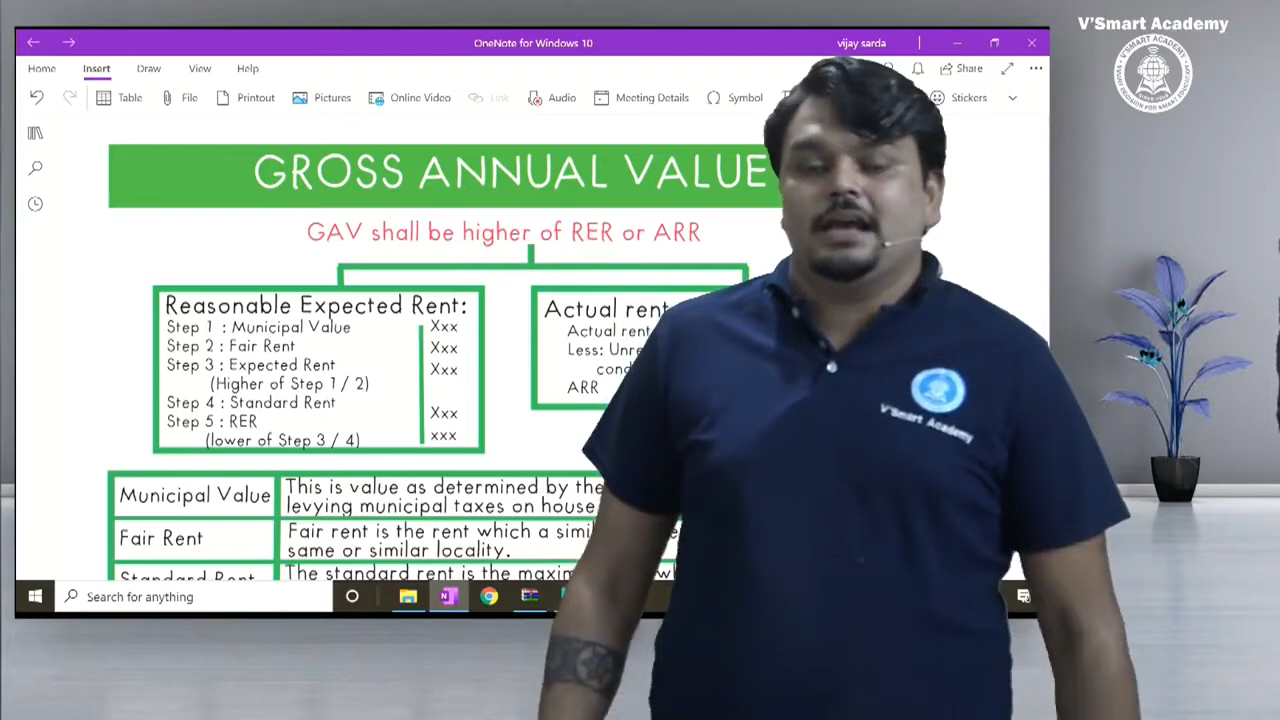 V'Smart Academy
OneNote for Windows 10
vijay sarda
Home Insert Draw View Help
Share
Table File Printout Pictures Online Video Link Audio Meeting Details Symbol Stickers
GROSS ANNUAL VALUE
GAV shall be higher of RER or ARR
Reasonable Expected Rent:
Step 1 : Municipal Value Xxx
Step 2 : Fair Rent Xxx
Step 3 : Expected Rent Xxx
(Higher of Step 1 / 2)
Step 4 : Standard Rent Xxx
Step 5 : RER xxx
(lower of Step 3 / 4)
Actual rent
Actual rent
Less:
ARR
Municipal Value
This is value as determined by the
levying municipal taxes on house
Fair Rent
Fair rent is the rent which a
same or similar locality.
Standard Rent
The standard rent is the
Search for anything
V'Smart Academy